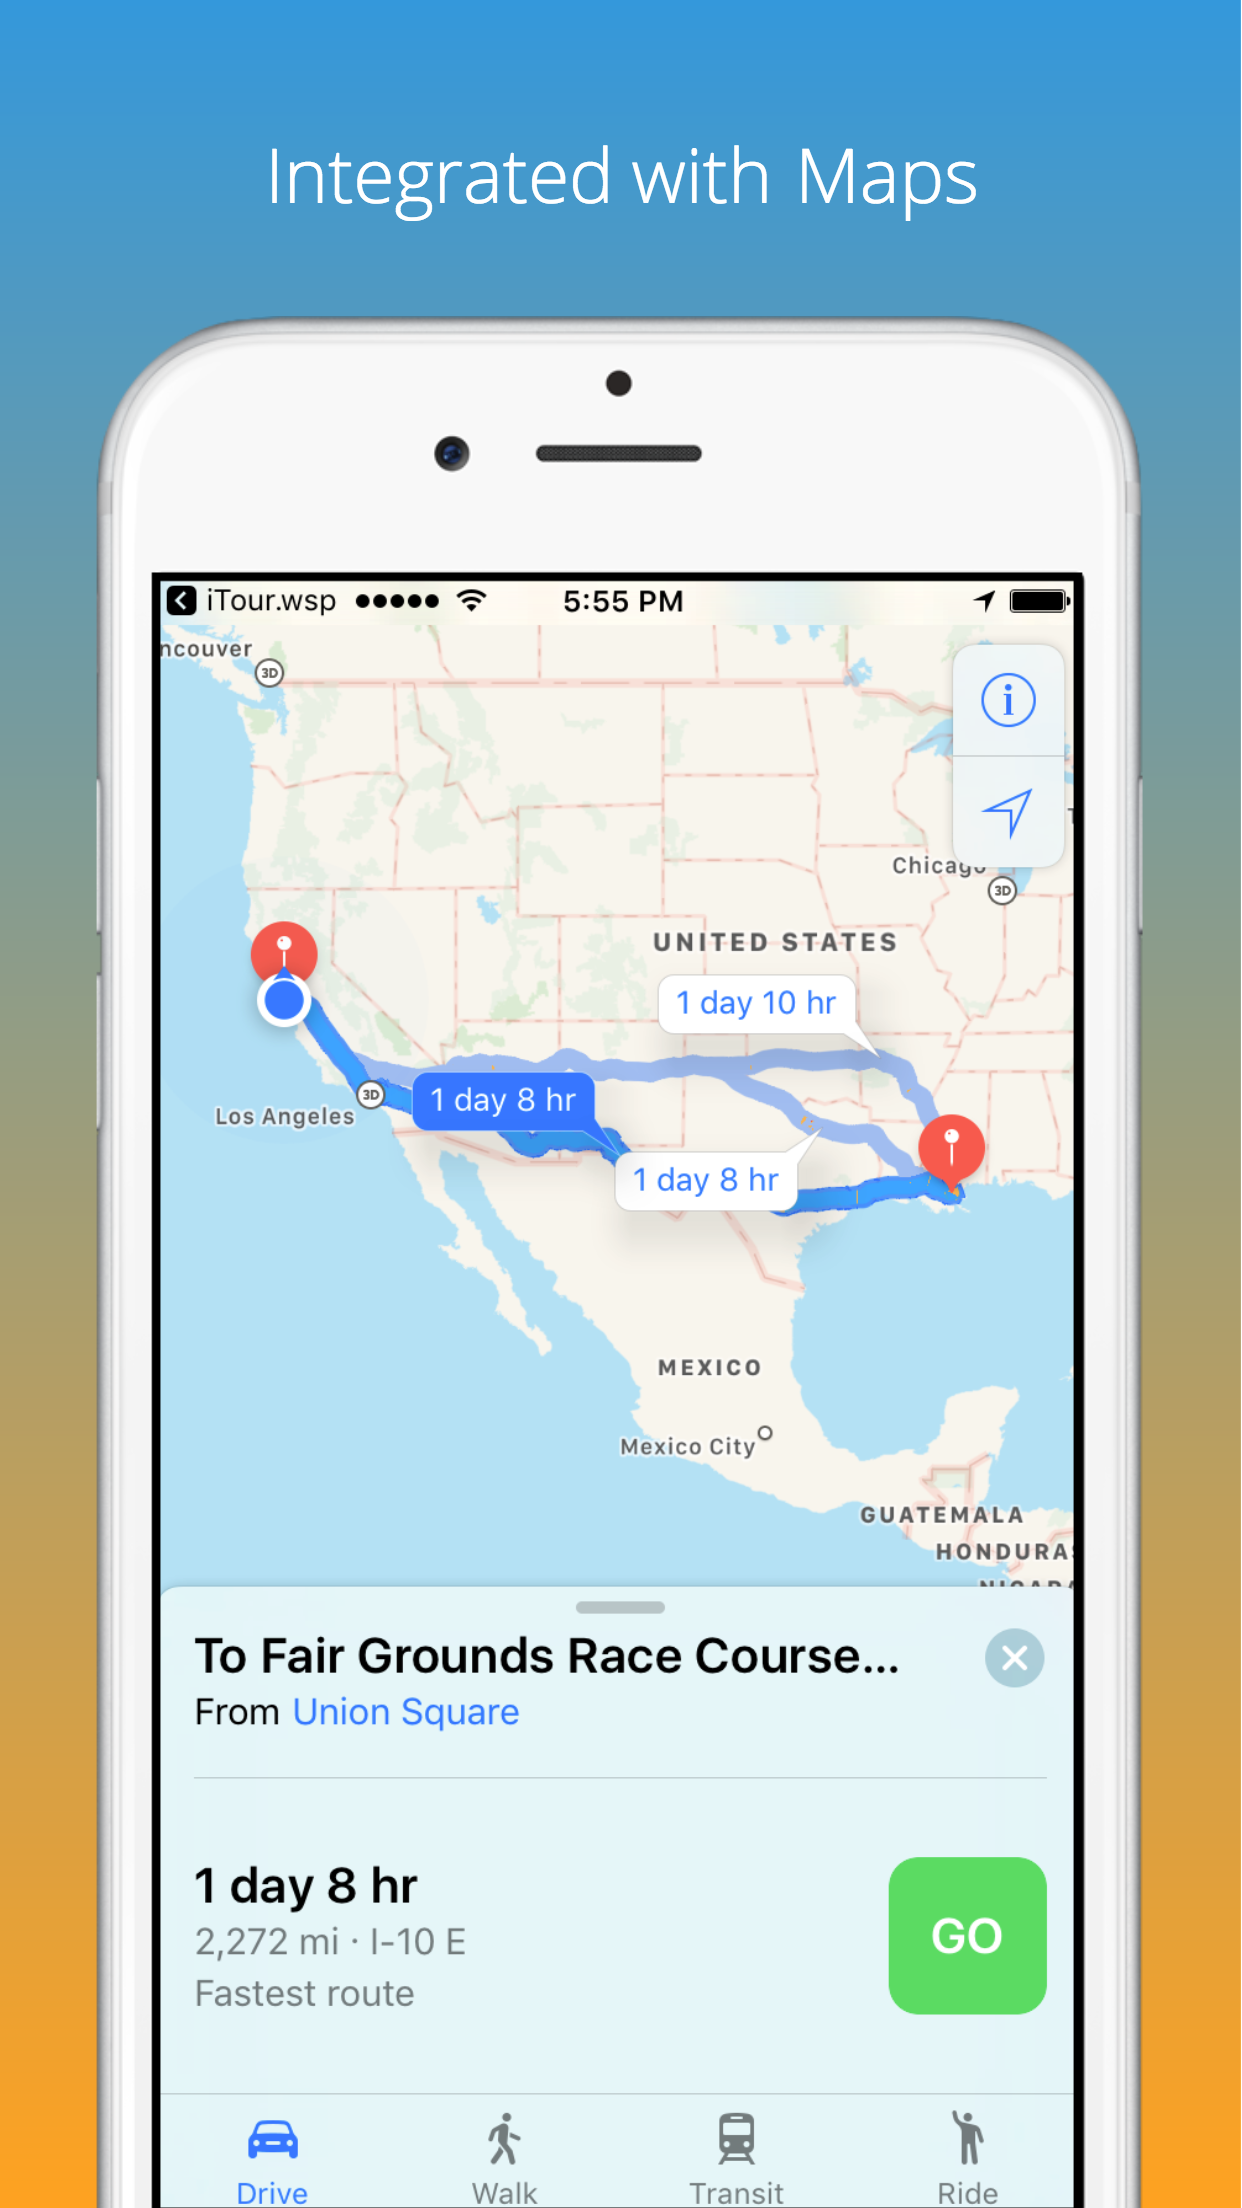 Integrated with Maps
iTour.wsp
5:55 PM
ncouver
3D
Chicago
3D
UNITED STATES
1 day 10 hr
3D
1 day 8 hr
Los Angeles
1 day 8 hr
MEXICO
Mexico City
GUATEMALA
HONDURAS
To Fair Grounds Race Course...
From Union Square
1 day 8 hr
2,272 mi · I-10 E
Fastest route
GO
Drive
Walk
Transit
Ride